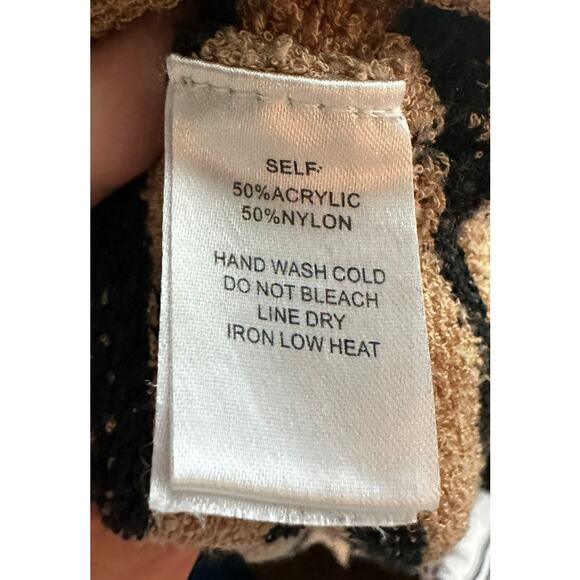 SELF:
50%ACRYLIC
50%NYLON
HAND WASH COLD
DO NOT BLEACH
LINE DRY
IRON LOW HEAT